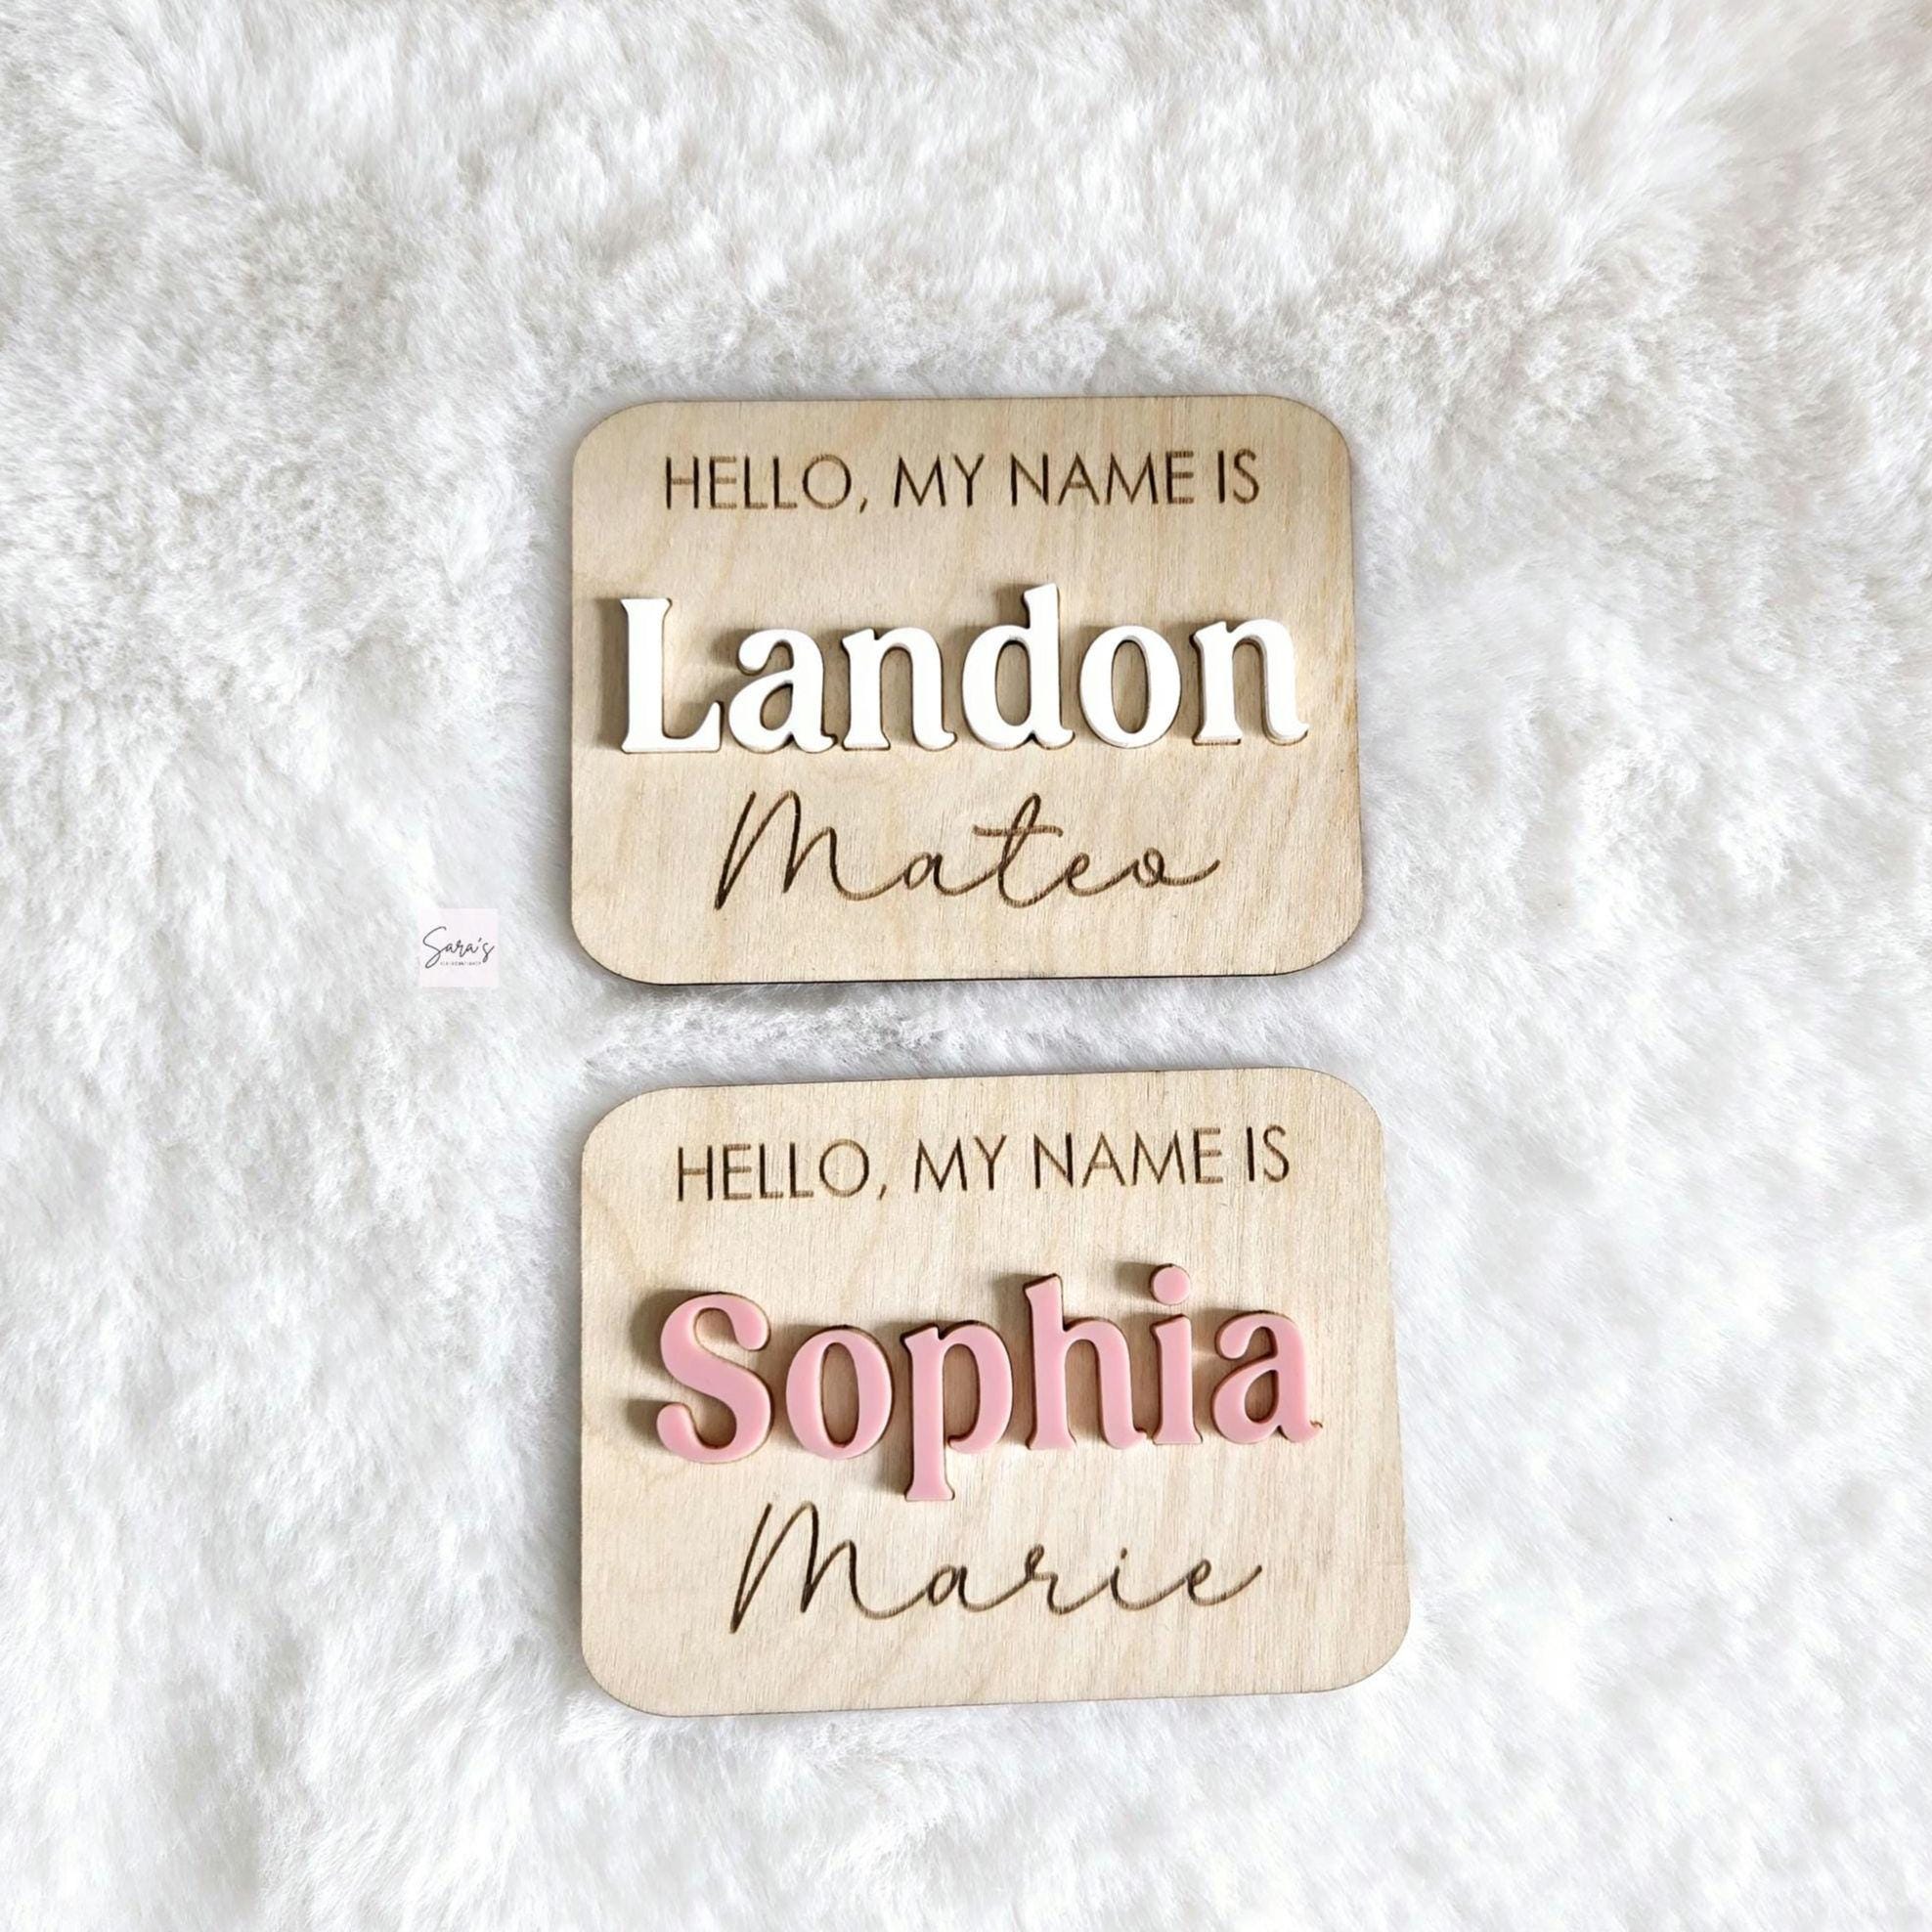 HELLO, MY NAME IS
Landon
Mateo
Sara's
HELLO, MY NAME IS
Sophia
Marie